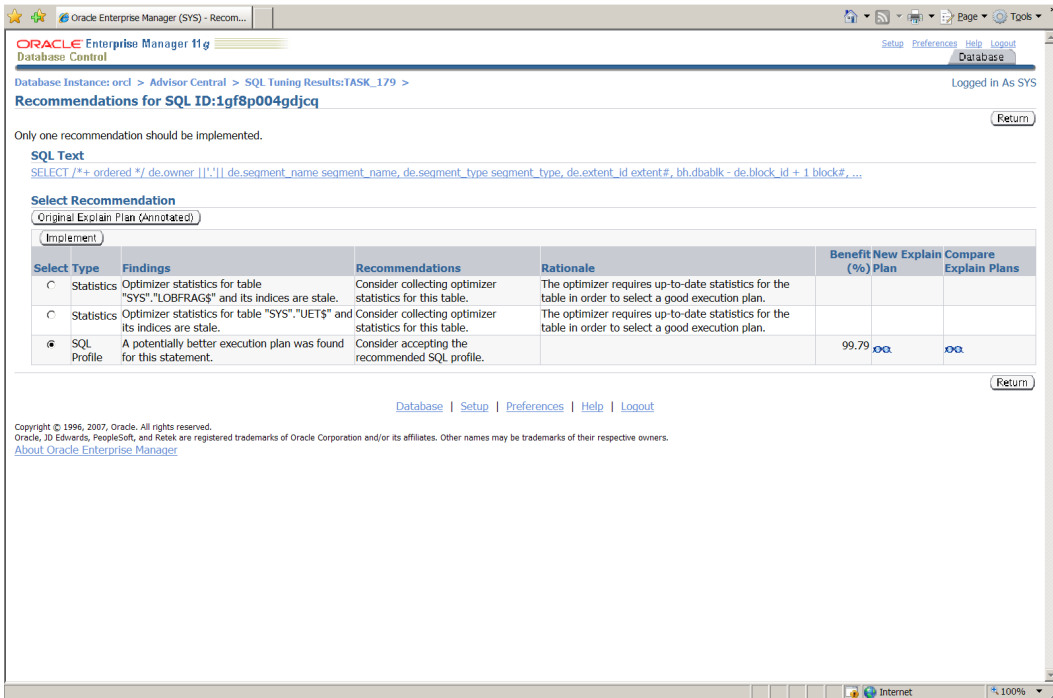 Oracle Enterprise Manager (SYS) - Recom...
Page Tools
ORACLE Enterprise Manager 11g
Database Control
Setup Preferences Help Logout
Database
Database Instance: orcl > Advisor Central > SQL Tuning Results:TASK_179 >
Logged in As SYS
Recommendations for SQL ID:1gf8p004gdjcq
Return
Only one recommendation should be implemented.
SQL Text
SELECT /*+ ordered */ de.owner ||'.'|| de.segment_name segment_name, de.segment_type segment_type, de.extent_id extent#, bh.dbablk - de.block_id + 1 block#, ...
Select Recommendation
Original Explain Plan (Annotated)
Implement
Select Type Findings Recommendations Rationale Benefit (%) New Explain Plan Compare Explain Plans
Statistics Optimizer statistics for table "SYS"."LOBFRAG$" and its indices are stale. Consider collecting optimizer statistics for this table. The optimizer requires up-to-date statistics for the table in order to select a good execution plan.
Statistics Optimizer statistics for table "SYS"."UET$" and its indices are stale. Consider collecting optimizer statistics for this table. The optimizer requires up-to-date statistics for the table in order to select a good execution plan.
SQL Profile A potentially better execution plan was found for this statement. Consider accepting the recommended SQL profile. 99.79
Return
Database | Setup | Preferences | Help | Logout
Copyright © 1996, 2007, Oracle. All rights reserved.
Oracle, JD Edwards, PeopleSoft, and Retek are registered trademarks of Oracle Corporation and/or its affiliates. Other names may be trademarks of their respective owners.
About Oracle Enterprise Manager
Internet
100%